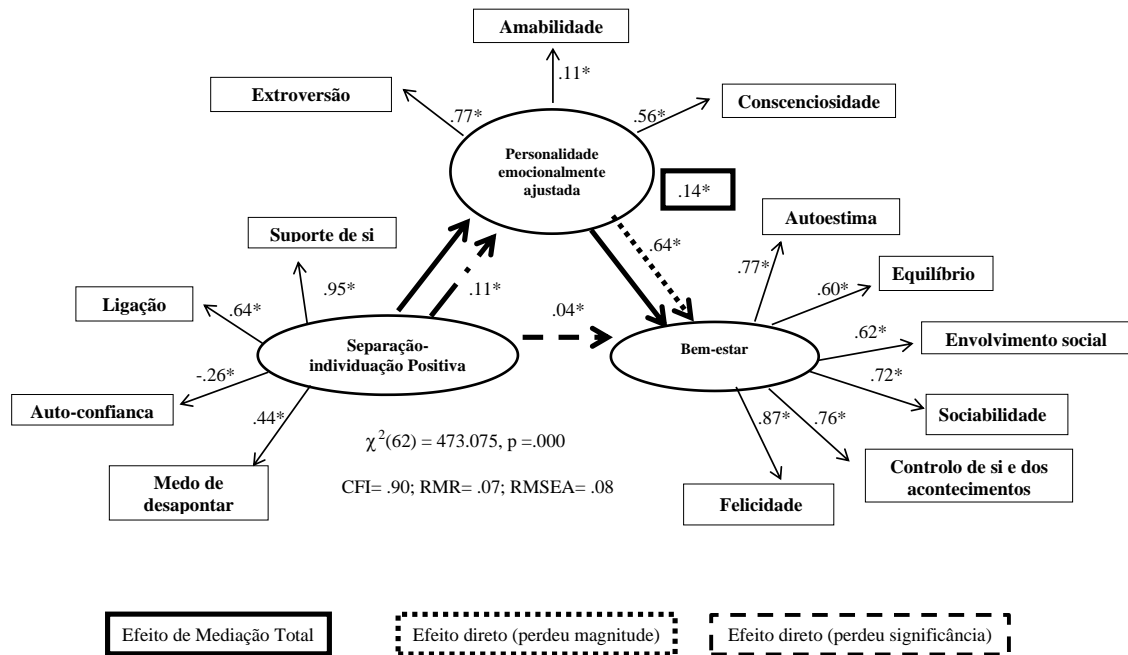 Amabilidade
.11*
Extroversão
.77*
Conscenciosidade
.56*
Personalidade
emocionalmente
ajustada
.14*
Suporte de si
.95*
Ligação
.64*
Auto-confiança
-.26*
Medo de
desapontar
.44*
Separação-
individuação Positiva
.11*
.04*
.64*
Bem-estar
Autoestima
.77*
Equilíbrio
.60*
Envolvimento social
.62*
Sociabilidade
.72*
Controlo de si e dos
acontecimentos
.76*
Felicidade
.87*
χ²(62) = 473.075, p =.000
CFI= .90; RMR= .07; RMSEA= .08
Efeito de Mediação Total
Efeito direto (perdeu magnitude)
Efeito direto (perdeu significância)